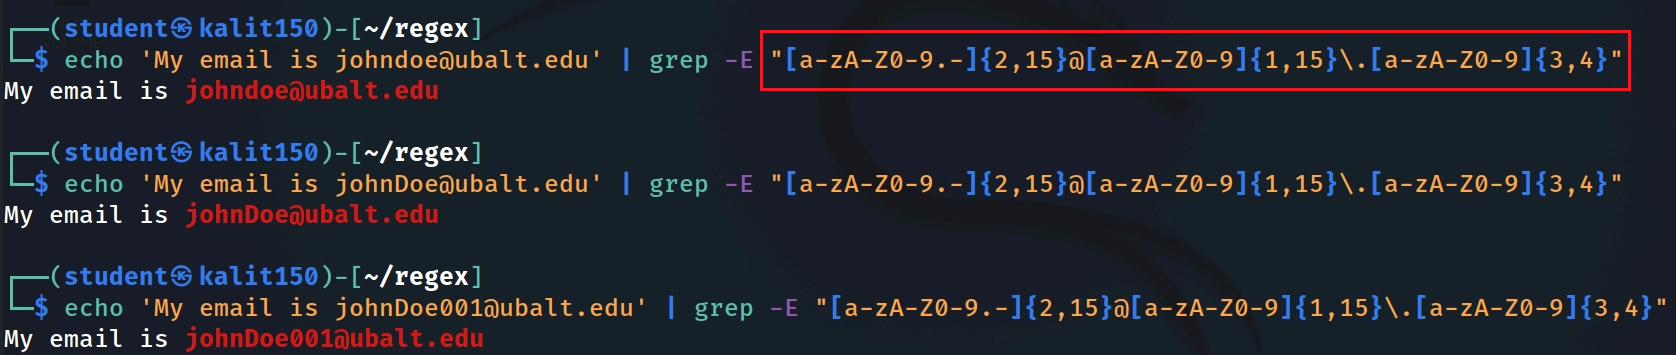 ┌──(student㉿kalit150)-[~/regex]
└─$ echo 'My email is johndoe@ubalt.edu' | grep -E "[a-zA-Z0-9.-]{2,15}@[a-zA-Z0-9]{1,15}\.[a-zA-Z0-9]{3,4}"
My email is johndoe@ubalt.edu
┌──(student㉿kalit150)-[~/regex]
└─$ echo 'My email is johnDoe@ubalt.edu' | grep -E "[a-zA-Z0-9.-]{2,15}@[a-zA-Z0-9]{1,15}\.[a-zA-Z0-9]{3,4}"
My email is johnDoe@ubalt.edu
┌──(student㉿kalit150)-[~/regex]
└─$ echo 'My email is johnDoe001@ubalt.edu' | grep -E "[a-zA-Z0-9.-]{2,15}@[a-zA-Z0-9]{1,15}\.[a-zA-Z0-9]{3,4}"
My email is johnDoe001@ubalt.edu